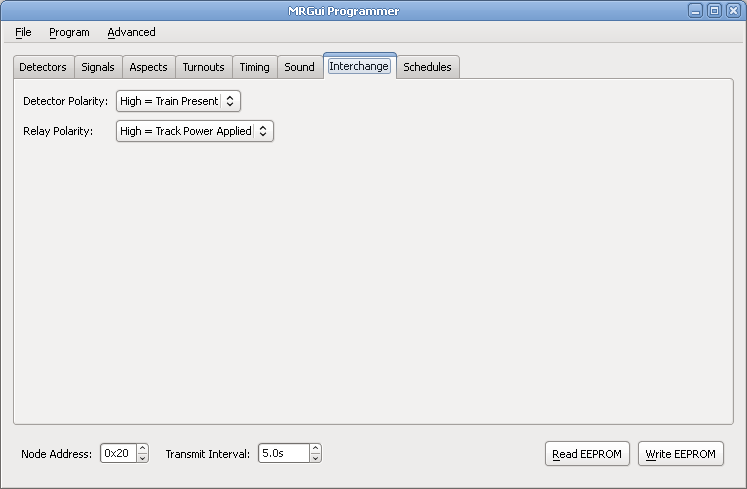 MRGui Programmer
File Program Advanced
Detectors Signals Aspects Turnouts Timing Sound Interchange Schedules
Detector Polarity: High = Train Present
Relay Polarity: High = Track Power Applied
Node Address: 0x20 Transmit Interval: 5.0s Read EEPROM Write EEPROM